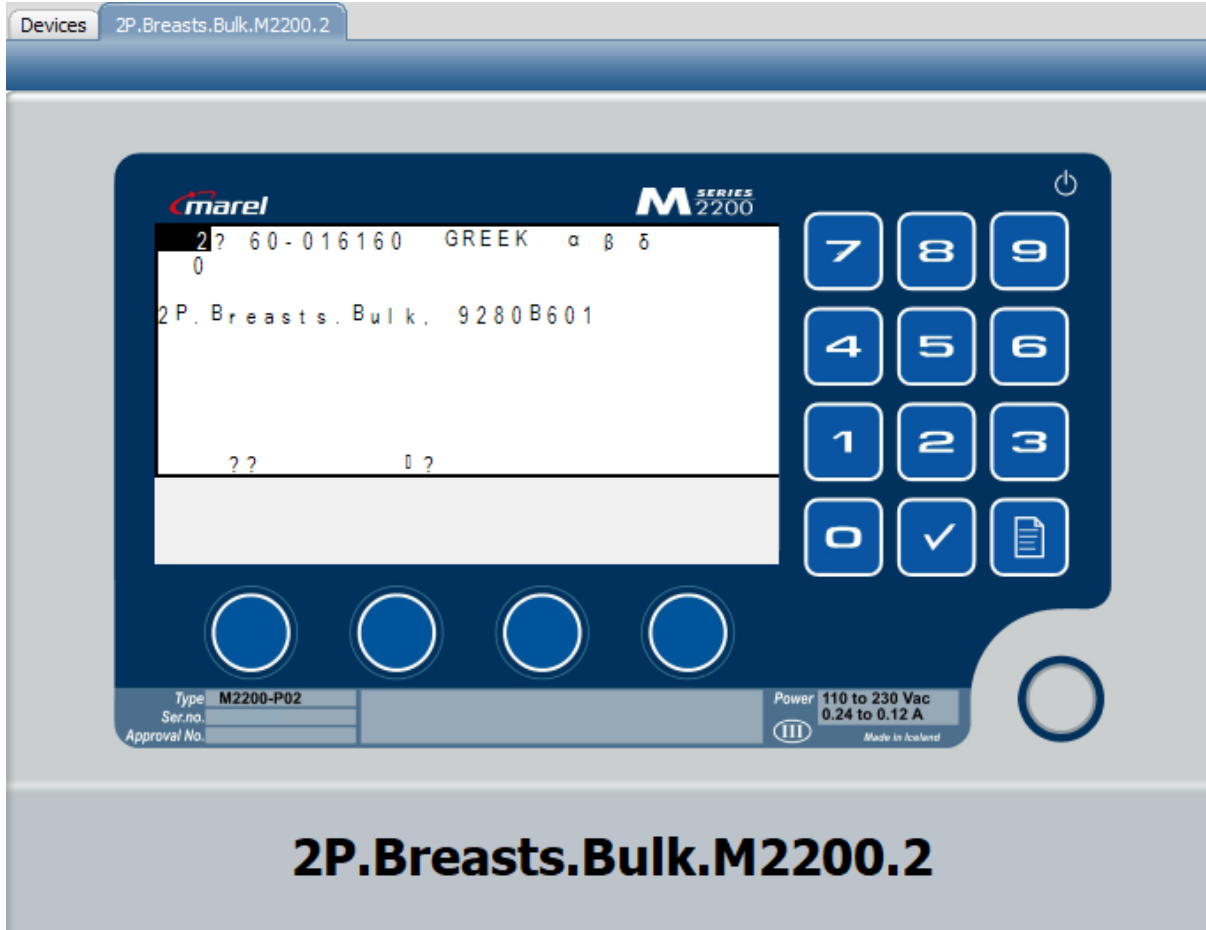 Devices 2P.Breasts.Bulk.M2200.2
marel M SERIES 2200
2? 60-016160 GREEK α β δ
0
2P.Breasts.Bulk, 9280B601
?? ▯?
7 8 9
4 5 6
1 2 3
0
Type M2200-P02
Ser.no.
Approval No.
Power 110 to 230 Vac
0.24 to 0.12 A
III Made in Iceland
2P.Breasts.Bulk.M2200.2